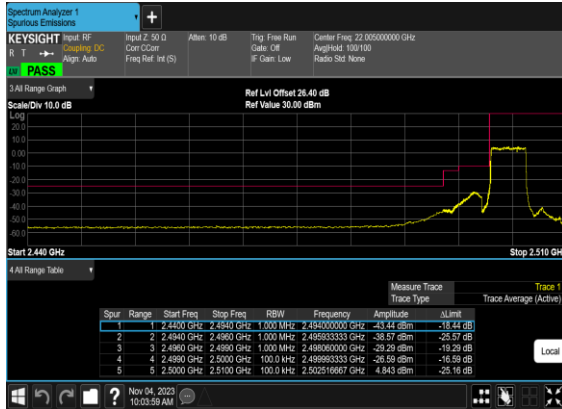 Spectrum Analyzer 1
Spurious Emissions
KEYSIGHT Input: RF Input Z: 50 Ω Atten: 10 dB Trig: Free Run Center Freq: 22.005000000 GHz
R T Coupling: DC Corr CCorr Gate: Off Avg|Hold: 100/100
Align: Auto Freq Ref: Int (S) IF Gain: Low Radio Std: None
PASS
3 All Range Graph
Ref Lvl Offset 26.40 dB
Scale/Div 10.0 dB Ref Value 30.00 dBm
Log
20.0
10.0
0.00
-10.0
-20.0
-30.0
-40.0
-50.0
-60.0
Start 2.440 GHz Stop 2.510 GH
4 All Range Table
Measure Trace Trace 1
Trace Type Trace Average (Active)
Spur Range Start Freq Stop Freq RBW Frequency Amplitude ΔLimit
1 1 2.4400 GHz 2.4940 GHz 1.000 MHz 2.494000000 GHz -43.44 dBm -18.44 dB
2 2 2.4940 GHz 2.4960 GHz 1.000 MHz 2.495933333 GHz -38.57 dBm -25.57 dB
3 3 2.4960 GHz 2.4990 GHz 1.000 MHz 2.498060000 GHz -29.29 dBm -19.29 dB
4 4 2.4990 GHz 2.5000 GHz 100.0 kHz 2.499993333 GHz -26.59 dBm -16.59 dB
5 5 2.5000 GHz 2.5100 GHz 100.0 kHz 2.502516667 GHz 4.843 dBm -25.16 dB
Local
Nov 04, 2023
10:03:59 AM